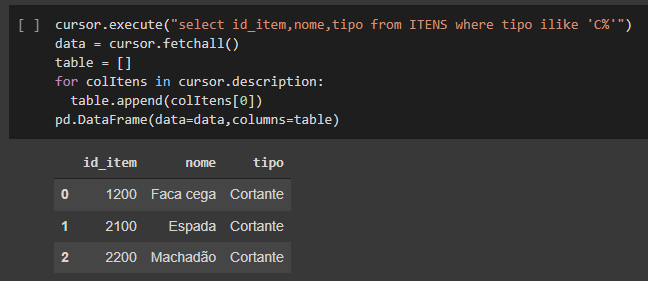 [ ] cursor.execute("select id_item,nome,tipo from ITENS where tipo ilike 'C%'")
data = cursor.fetchall()
table = []
for colItens in cursor.description:
  table.append(colItens[0])
pd.DataFrame(data=data,columns=table)
id_item nome tipo
0 1200 Faca cega Cortante
1 2100 Espada Cortante
2 2200 Machadão Cortante